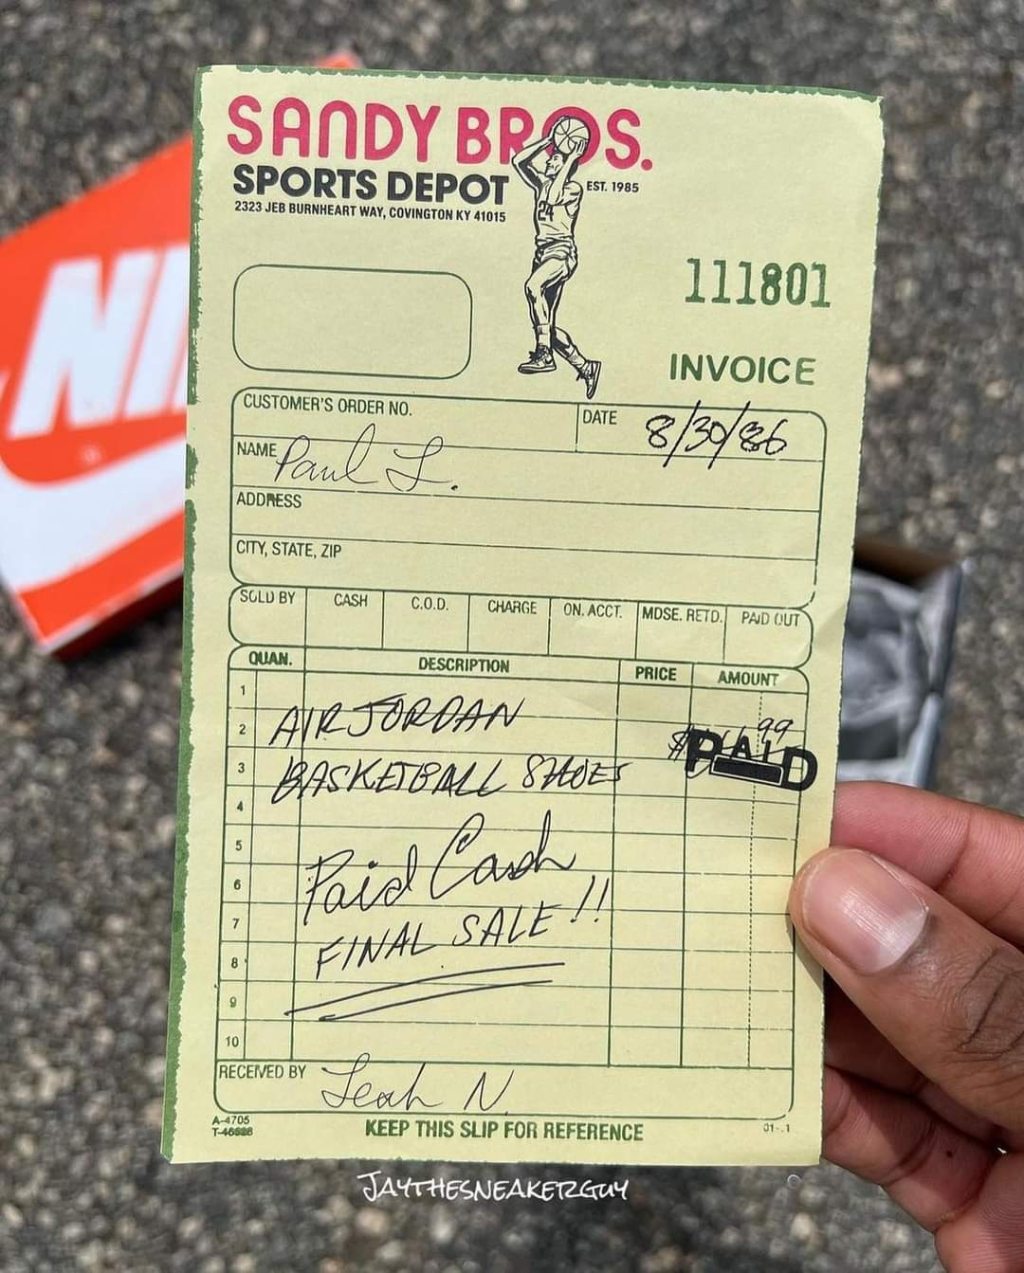 SANDY BROS.
SPORTS DEPOT
EST. 1985
2323 JEB BURNHEART WAY, COVINGTON KY 41015
24
NIK
111801
INVOICE
CUSTOMER'S ORDER NO.
DATE 8/30/86
NAME Paul L.
ADDRESS
CITY, STATE, ZIP
SOLD BY CASH C.O.D. CHARGE ON. ACCT. MDSE. RETD. PAID OUT
QUAN. DESCRIPTION PRICE AMOUNT
1
2 AIR JORDAN 99
3 BASKETBALL SHOES $ PAID
4
5
6 Paid Cash
7
8 FINAL SALE!!
9
10
RECEIVED BY Leah N.
A-4705
KEEP THIS SLIP FOR REFERENCE
JAYTHESNEAKERGUY